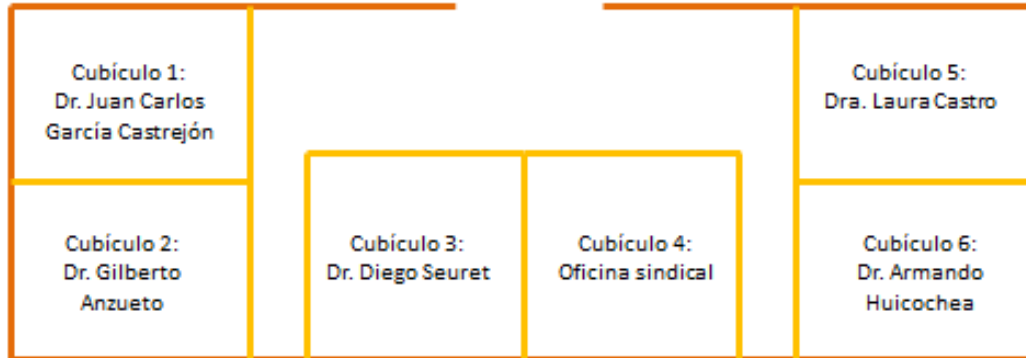 Cubículo 1:
Dr. Juan Carlos
García Castrejón
Cubículo 2:
Dr. Gilberto
Anzueto
Cubículo 3:
Dr. Diego Seuret
Cubículo 4:
Oficina sindical
Cubículo 5:
Dra. Laura Castro
Cubículo 6:
Dr. Armando
Huicochea